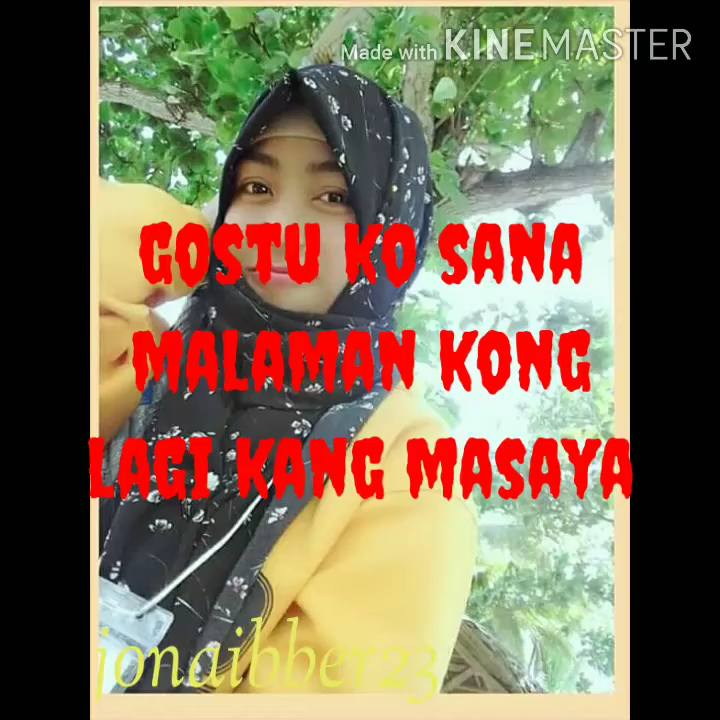 Made with KINEMASTER
GOSTU KO SANA
MALAMAN KONG
LAGI KANG MASAYA
jonaibber23